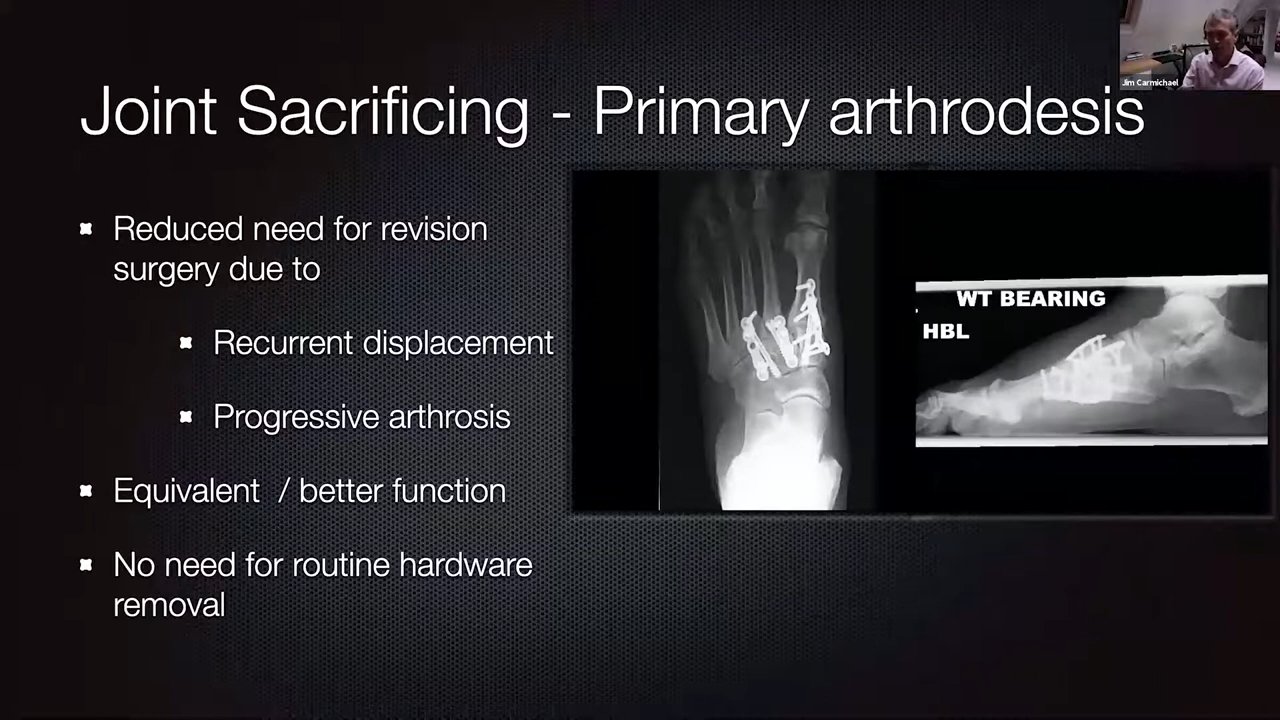 Jim Carmichael
Joint Sacrificing - Primary arthrodesis
Reduced need for revision
surgery due to
Recurrent displacement
Progressive arthrosis
Equivalent / better function
No need for routine hardware
removal
WT BEARING
HBL